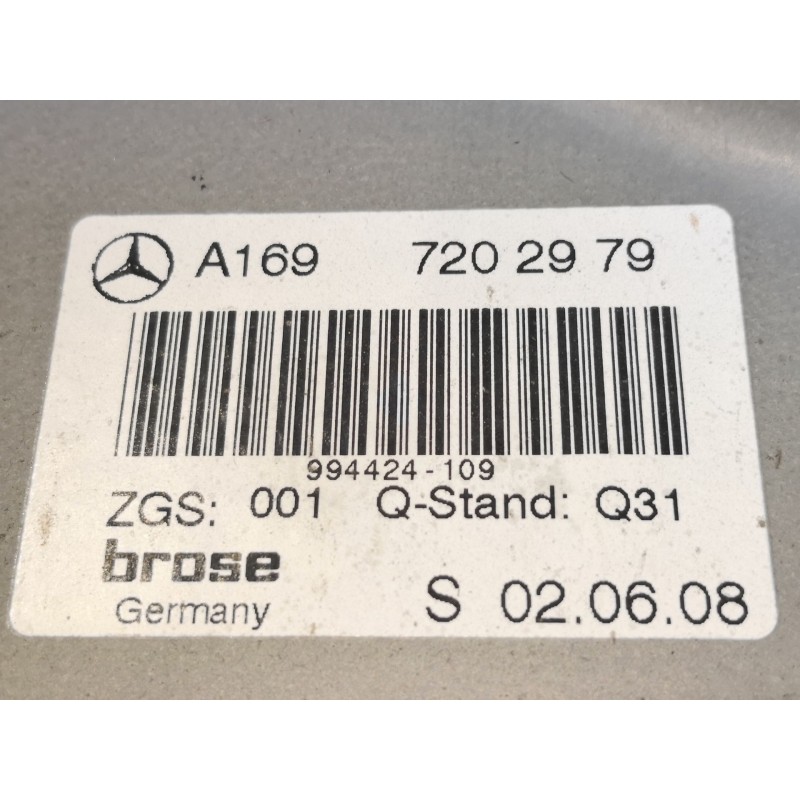 A169 720 29 79
994424-109
ZGS: 001 Q-Stand: Q31
brose
Germany S 02.06.08